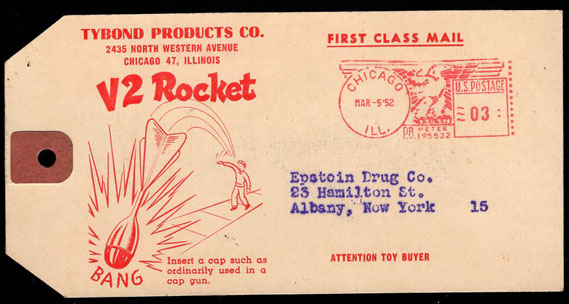 TYBOND PRODUCTS CO.
2435 NORTH WESTERN AVENUE
CHICAGO 47, ILLINOIS
V2 Rocket
BANG
Insert a cap such as
ordinarily used in a
cap gun.
FIRST CLASS MAIL
CHICAGO
MAR-5'52
ILL.
U.S.POSTAGE
03
P.B. METER
195522
Epstoin Drug Co.
23 Hamilton St.
Albany, New York 15
ATTENTION TOY BUYER